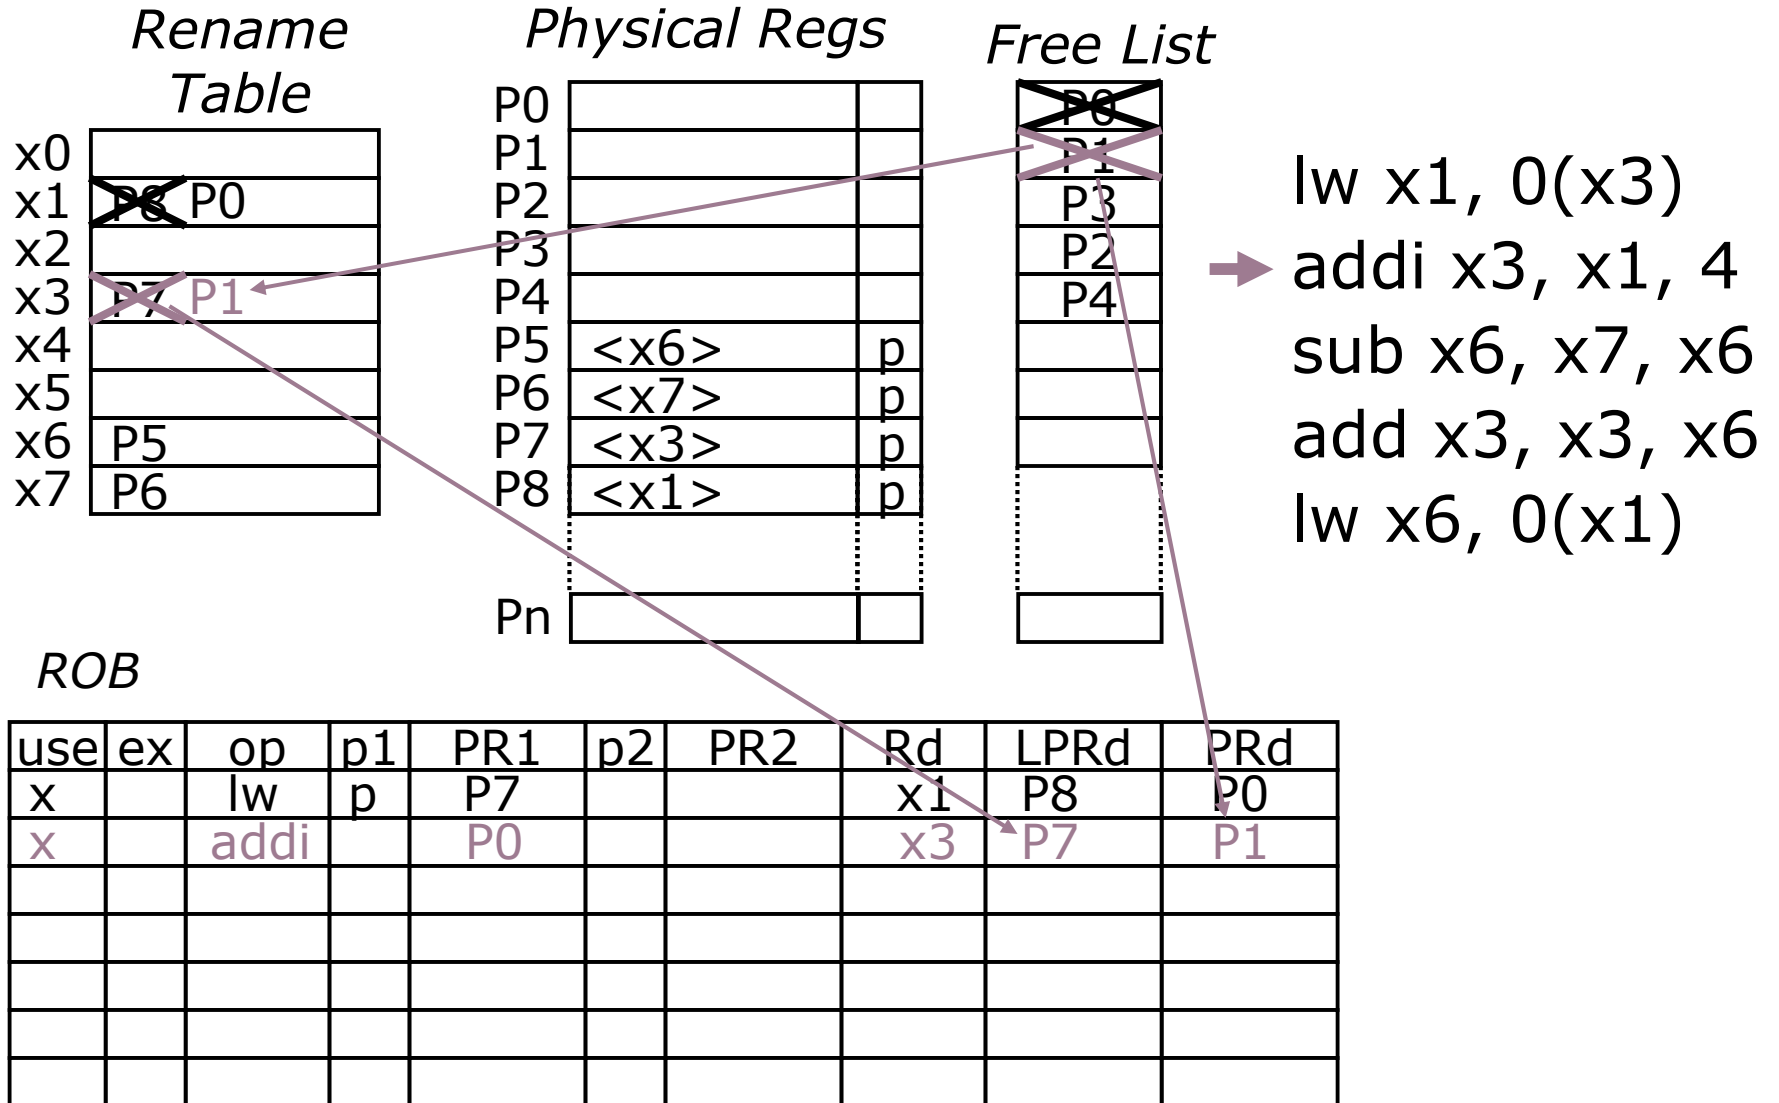 Rename Table
x0
x1 P8 P0
x2
x3 P7 P1
x4
x5
x6 P5
x7 P6
Physical Regs
P0
P1
P2
P3
P4
P5 <x6> p
P6 <x7> p
P7 <x3> p
P8 <x1> p
Pn
Free List
P0
P1
P3
P2
P4
lw x1, 0(x3)
addi x3, x1, 4
sub x6, x7, x6
add x3, x3, x6
lw x6, 0(x1)
ROB
use ex op p1 PR1 p2 PR2 Rd LPRd PRd
x lw p P7 x1 P8 P0
x addi P0 x3 P7 P1